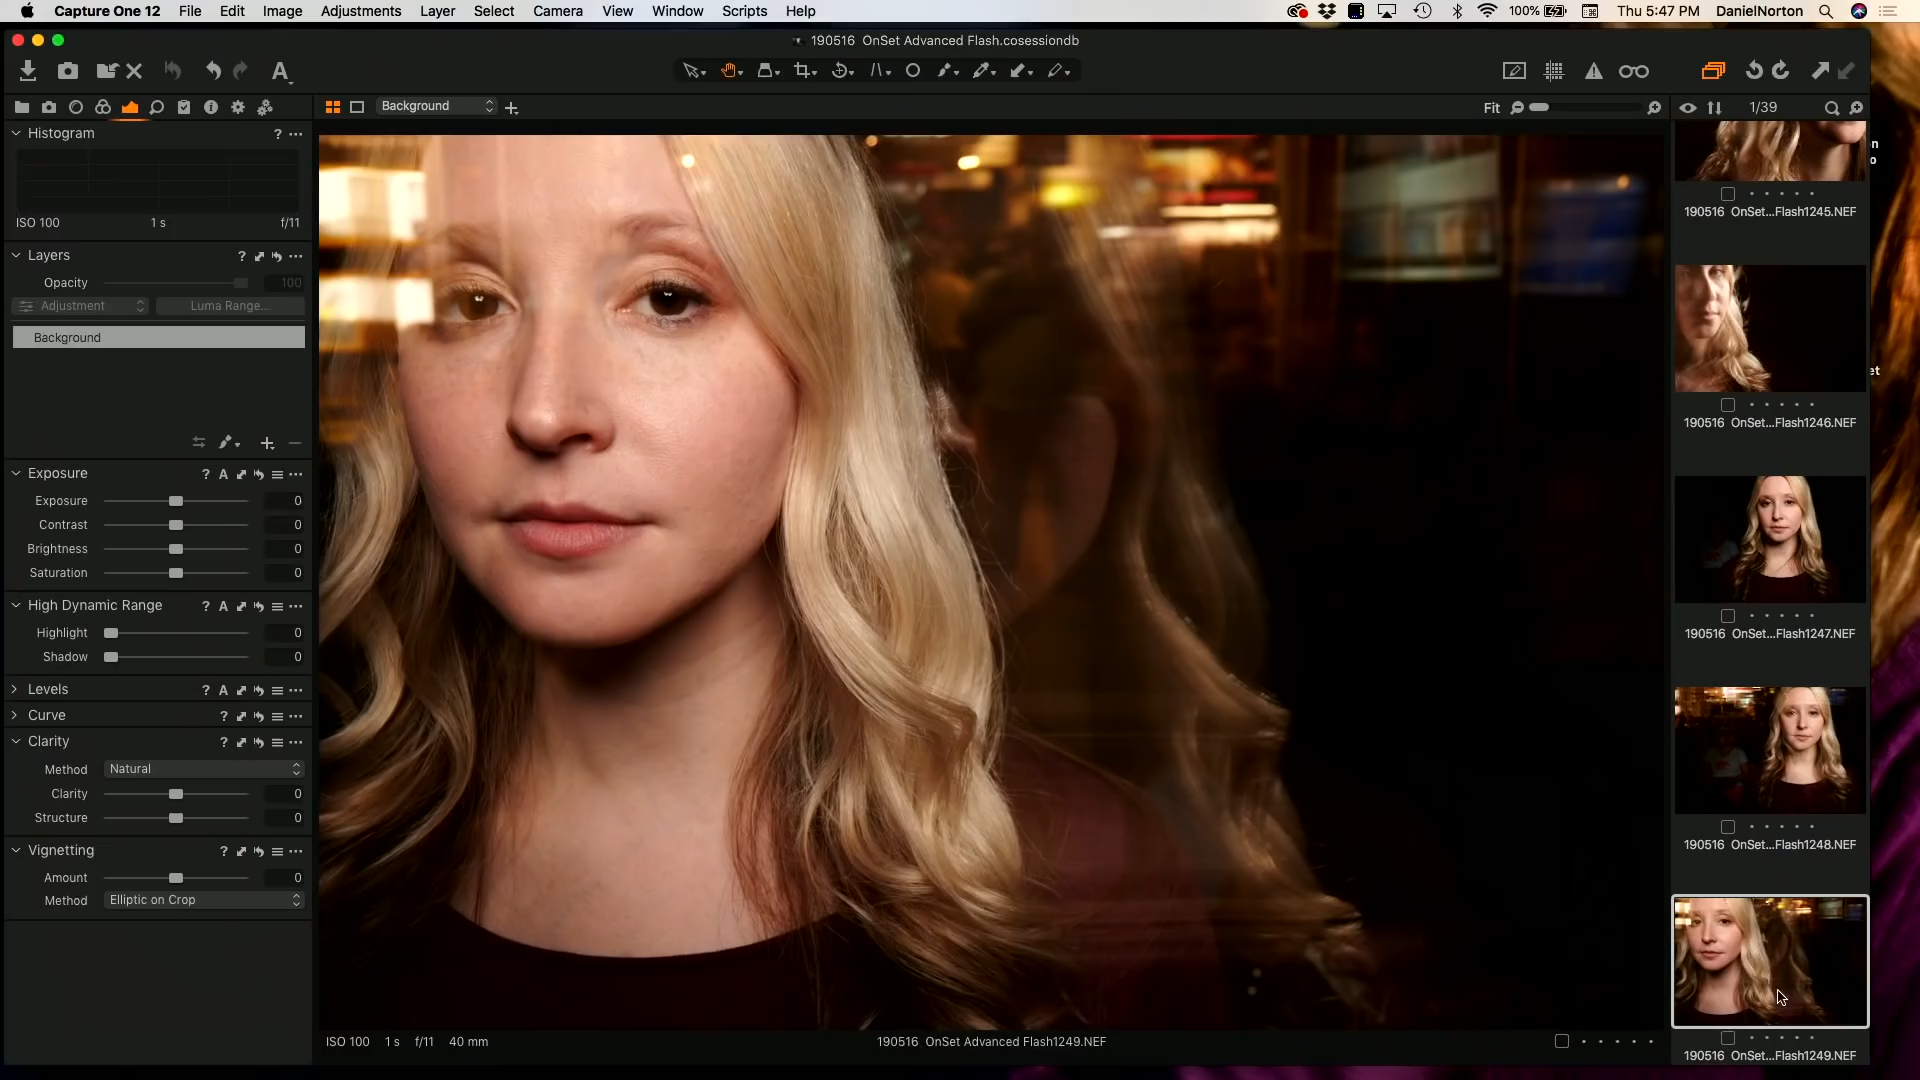 Capture One 12 File Edit Image Adjustments Layer Select Camera View Window Scripts Help 100% Thu 5:47 PM DanielNorton
190516 OnSet Advanced Flash.cosessiondb
A
Background
Fit
1/39
Histogram ?
ISO 100 1 s f/11
Layers ?
Opacity 100
Adjustment Luma Range...
Background
Exposure ? A
Exposure 0
Contrast 0
Brightness 0
Saturation 0
High Dynamic Range ? A
Highlight 0
Shadow 0
Levels ? A
Curve ?
Clarity ?
Method Natural
Clarity 0
Structure 0
Vignetting ?
Amount 0
Method Elliptic on Crop
ISO 100 1 s f/11 40 mm
190516 OnSet Advanced Flash1249.NEF
190516 OnSet...Flash1245.NEF
190516 OnSet...Flash1246.NEF
190516 OnSet...Flash1247.NEF
190516 OnSet...Flash1248.NEF
190516 OnSet...Flash1249.NEF
n
o
et